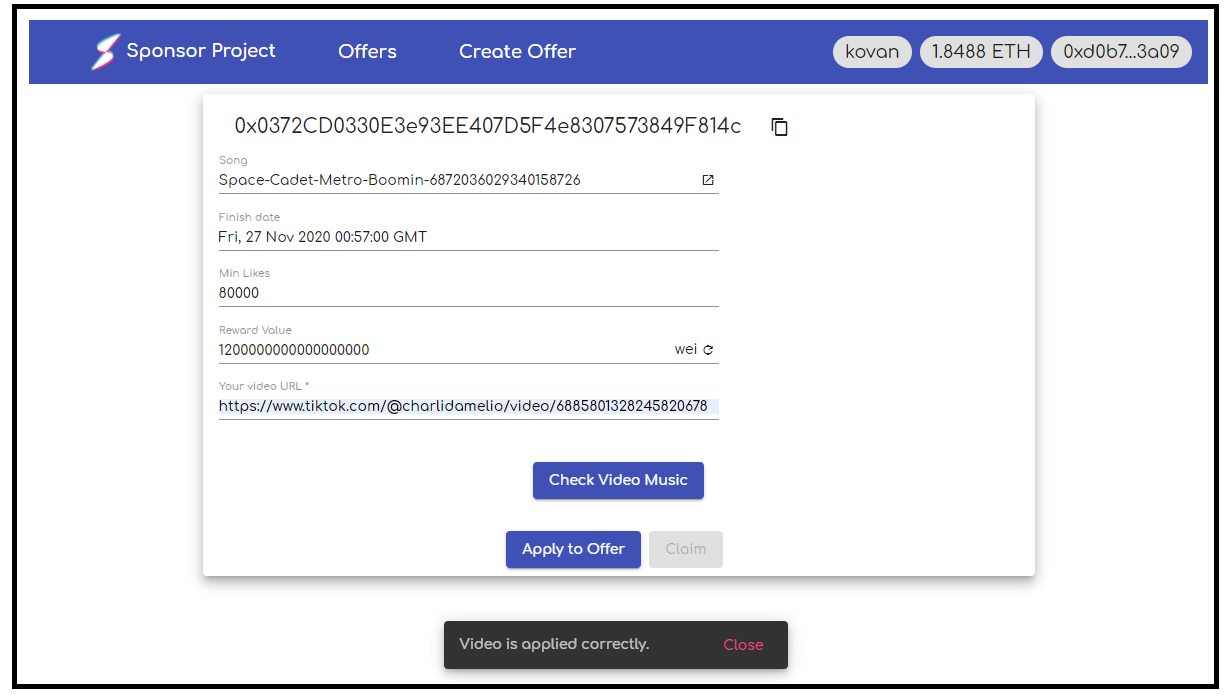 Sponsor Project Offers Create Offer kovan 1.8488 ETH 0xd0b7...3a09
0x0372CD0330E3e93EE407D5F4e8307573849F814c
Song
Space-Cadet-Metro-Boomin-6872036029340158726
Finish date
Fri, 27 Nov 2020 00:57:00 GMT
Min Likes
80000
Reward Value
1200000000000000000 wei
Your video URL *
https://www.tiktok.com/@charlidamelio/video/6885801328245820678
Check Video Music
Apply to Offer Claim
Video is applied correctly. Close